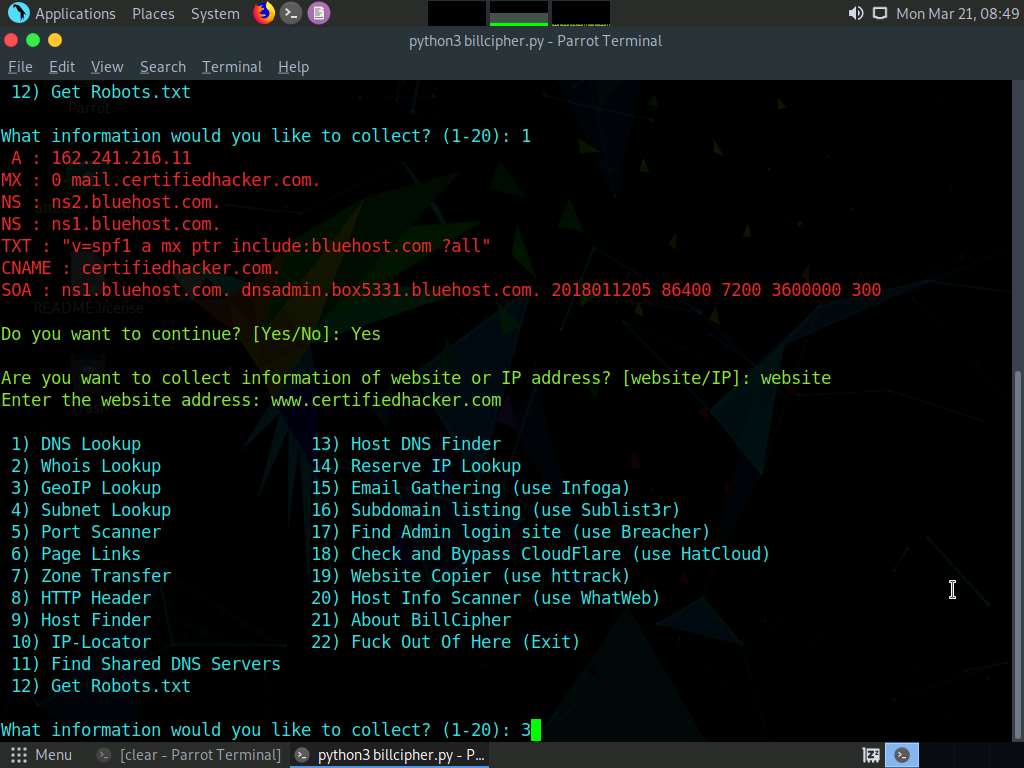 Applications Places System Mon Mar 21, 08:49
python3 billcipher.py - Parrot Terminal
File Edit View Search Terminal Help
12) Get Robots.txt
What information would you like to collect? (1-20): 1
A : 162.241.216.11
MX : 0 mail.certifiedhacker.com.
NS : ns2.bluehost.com.
NS : ns1.bluehost.com.
TXT : "v=spf1 a mx ptr include:bluehost.com ?all"
CNAME : certifiedhacker.com.
SOA : ns1.bluehost.com. dnsadmin.box5331.bluehost.com. 2018011205 86400 7200 3600000 300
README.license
Do you want to continue? [Yes/No]: Yes
Are you want to collect information of website or IP address? [website/IP]: website
Enter the website address: www.certifiedhacker.com
1) DNS Lookup 13) Host DNS Finder
2) Whois Lookup 14) Reserve IP Lookup
3) GeoIP Lookup 15) Email Gathering (use Infoga)
4) Subnet Lookup 16) Subdomain listing (use Sublist3r)
5) Port Scanner 17) Find Admin login site (use Breacher)
6) Page Links 18) Check and Bypass CloudFlare (use HatCloud)
7) Zone Transfer 19) Website Copier (use httrack)
8) HTTP Header 20) Host Info Scanner (use WhatWeb)
9) Host Finder 21) About BillCipher
10) IP-Locator 22) Fuck Out Of Here (Exit)
11) Find Shared DNS Servers
12) Get Robots.txt
What information would you like to collect? (1-20): 3
Menu [clear - Parrot Terminal] python3 billcipher.py - P...